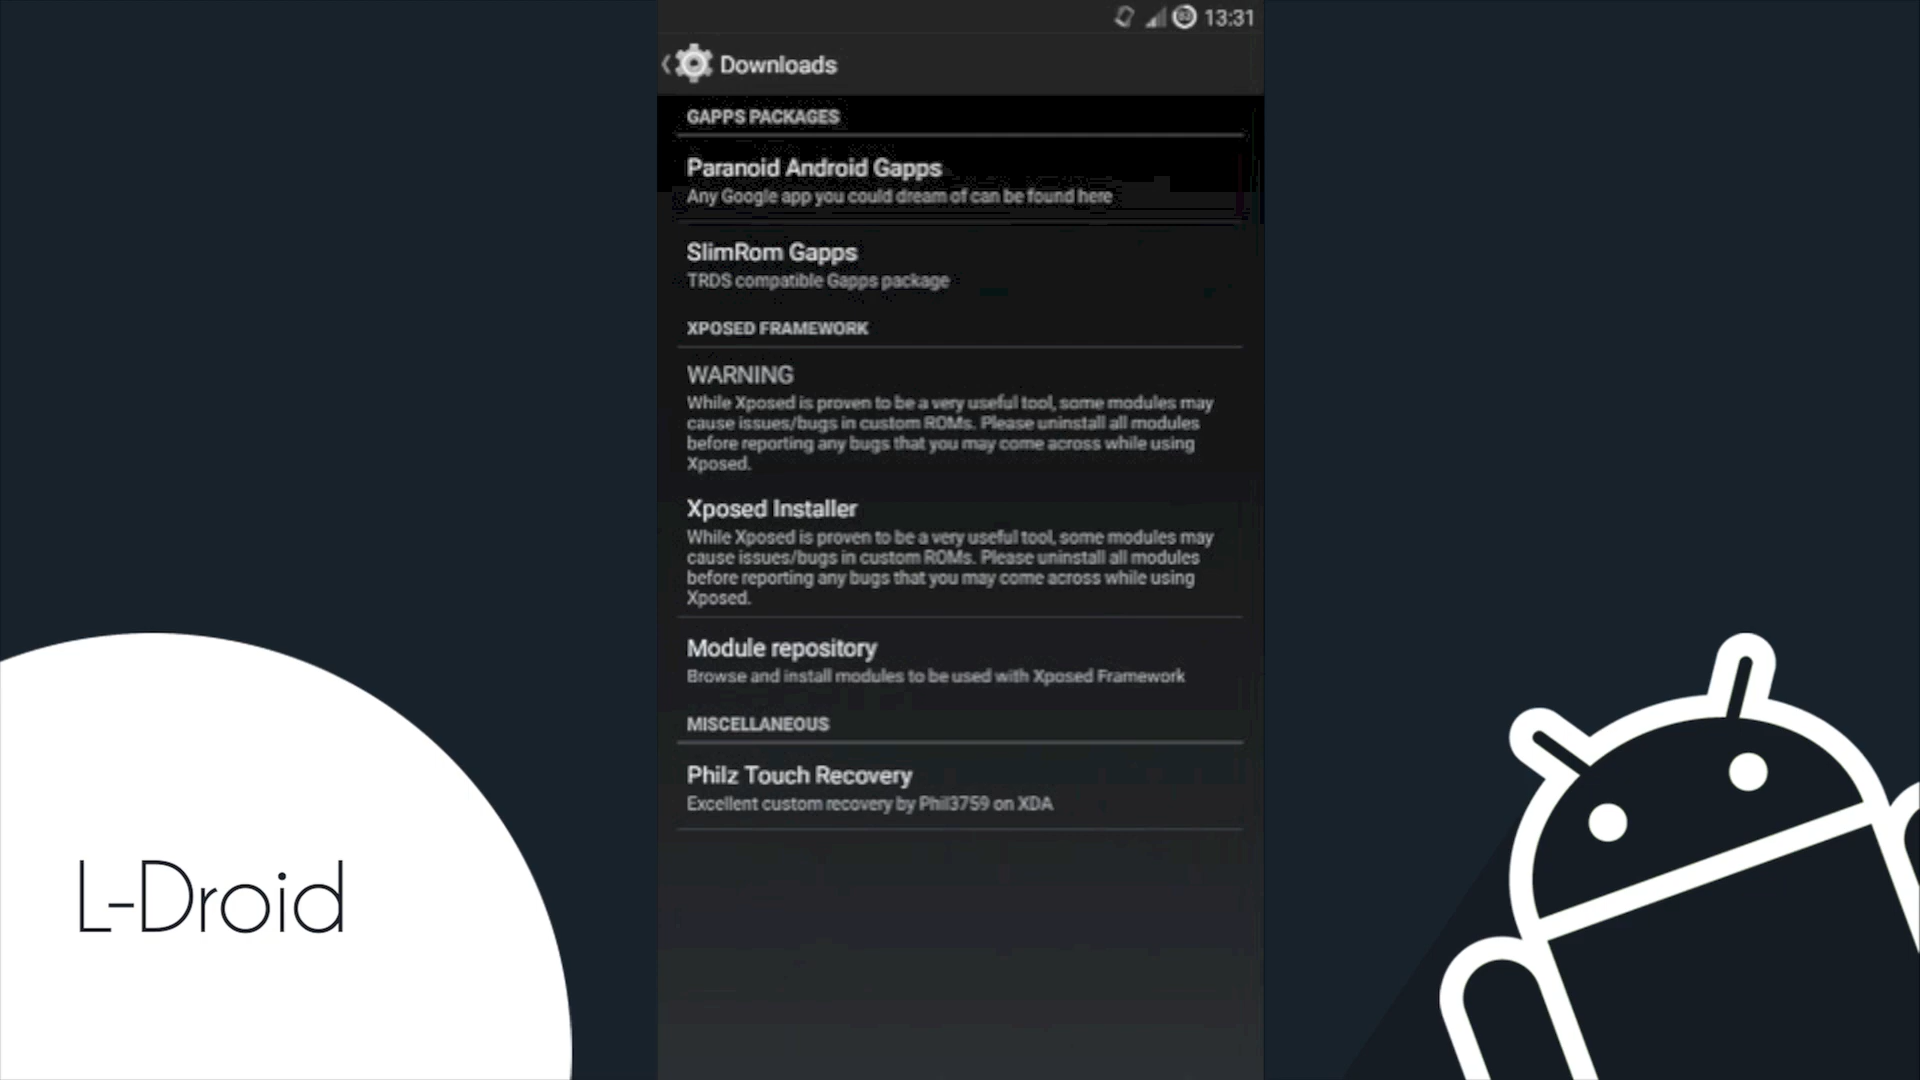 13:31
Downloads
GAPPS PACKAGES
Paranoid Android Gapps
Any Google app you could dream of can be found here
SlimRom Gapps
TRDS compatible Gapps package
XPOSED FRAMEWORK
WARNING
While Xposed is proven to be a very useful tool, some modules may
cause issues/bugs in custom ROMs. Please uninstall all modules
before reporting any bugs that you may come across while using
Xposed.
Xposed Installer
While Xposed is proven to be a very useful tool, some modules may
cause issues/bugs in custom ROMs. Please uninstall all modules
before reporting any bugs that you may come across while using
Xposed.
Module repository
Browse and install modules to be used with Xposed Framework
MISCELLANEOUS
Philz Touch Recovery
Excellent custom recovery by Phil3759 on XDA
L-Droid